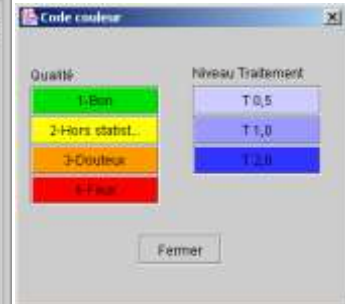 Code couleur
Qualité
Niveau Traitement
1-Bon
T 0,5
2-Hors statist...
T 1,0
3-Douteux
T 2,0
4-Faux
Fermer